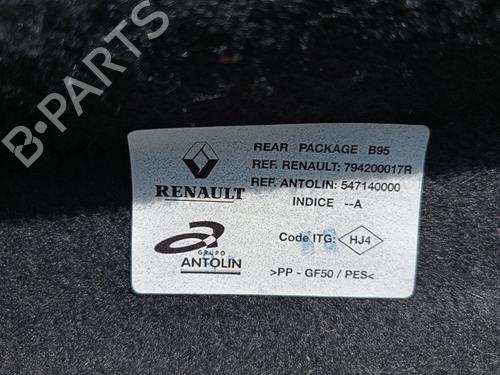 B-Parts
REAR PACKAGE B95
REF. RENAULT: 794200017R
REF. ANTOLIN: 547140000
INDICE --A
RENAULT
Code ITG: HJ4
GRUPO
ANTOLIN
>PP - GF50 / PES<